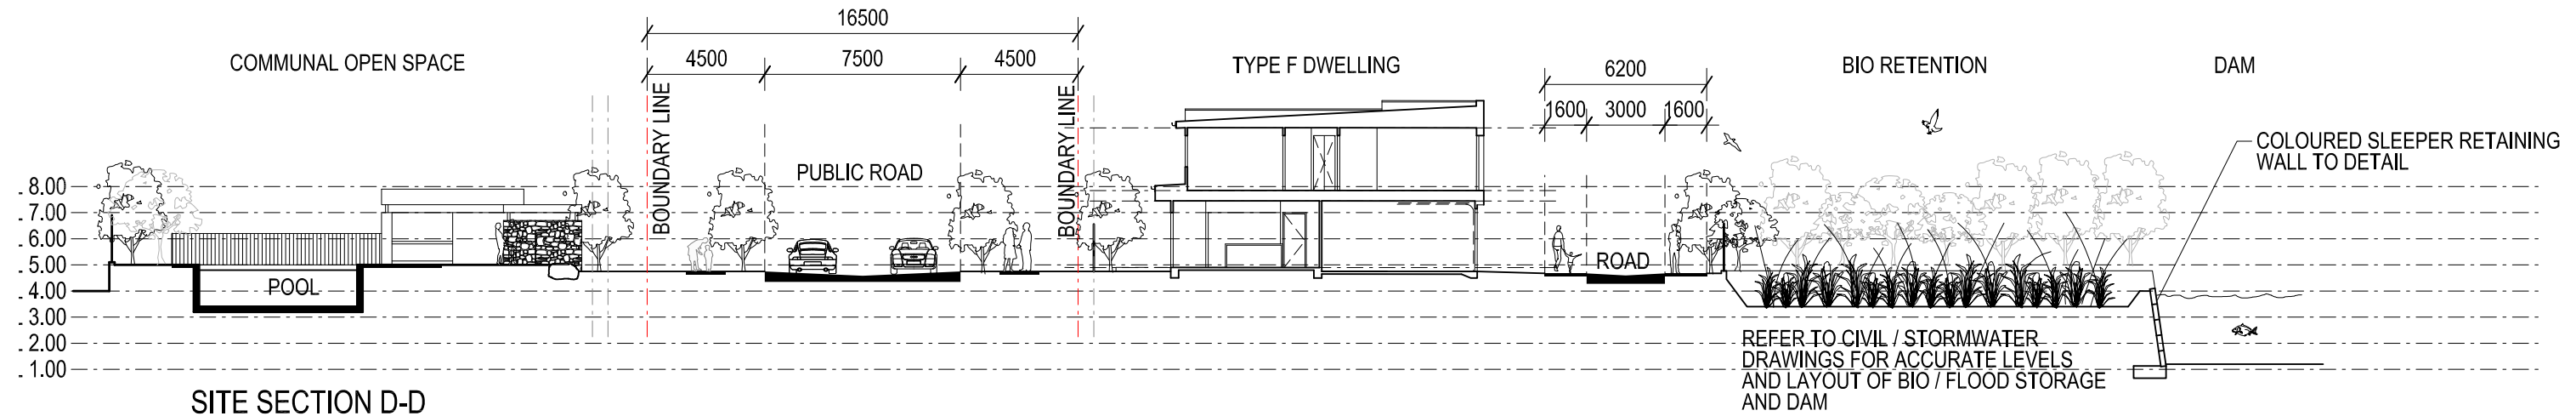 16500
COMMUNAL OPEN SPACE
4500
7500
4500
TYPE F DWELLING
6200
BIO RETENTION
DAM
BOUNDARY LINE
BOUNDARY LINE
1600
3000
1600
COLOURED SLEEPER RETAINING
WALL TO DETAIL
PUBLIC ROAD
8.00
7.00
6.00
5.00
4.00
3.00
2.00
1.00
POOL
ROAD
REFER TO CIVIL / STORMWATER
DRAWINGS FOR ACCURATE LEVELS
AND LAYOUT OF BIO / FLOOD STORAGE
AND DAM
SITE SECTION D-D